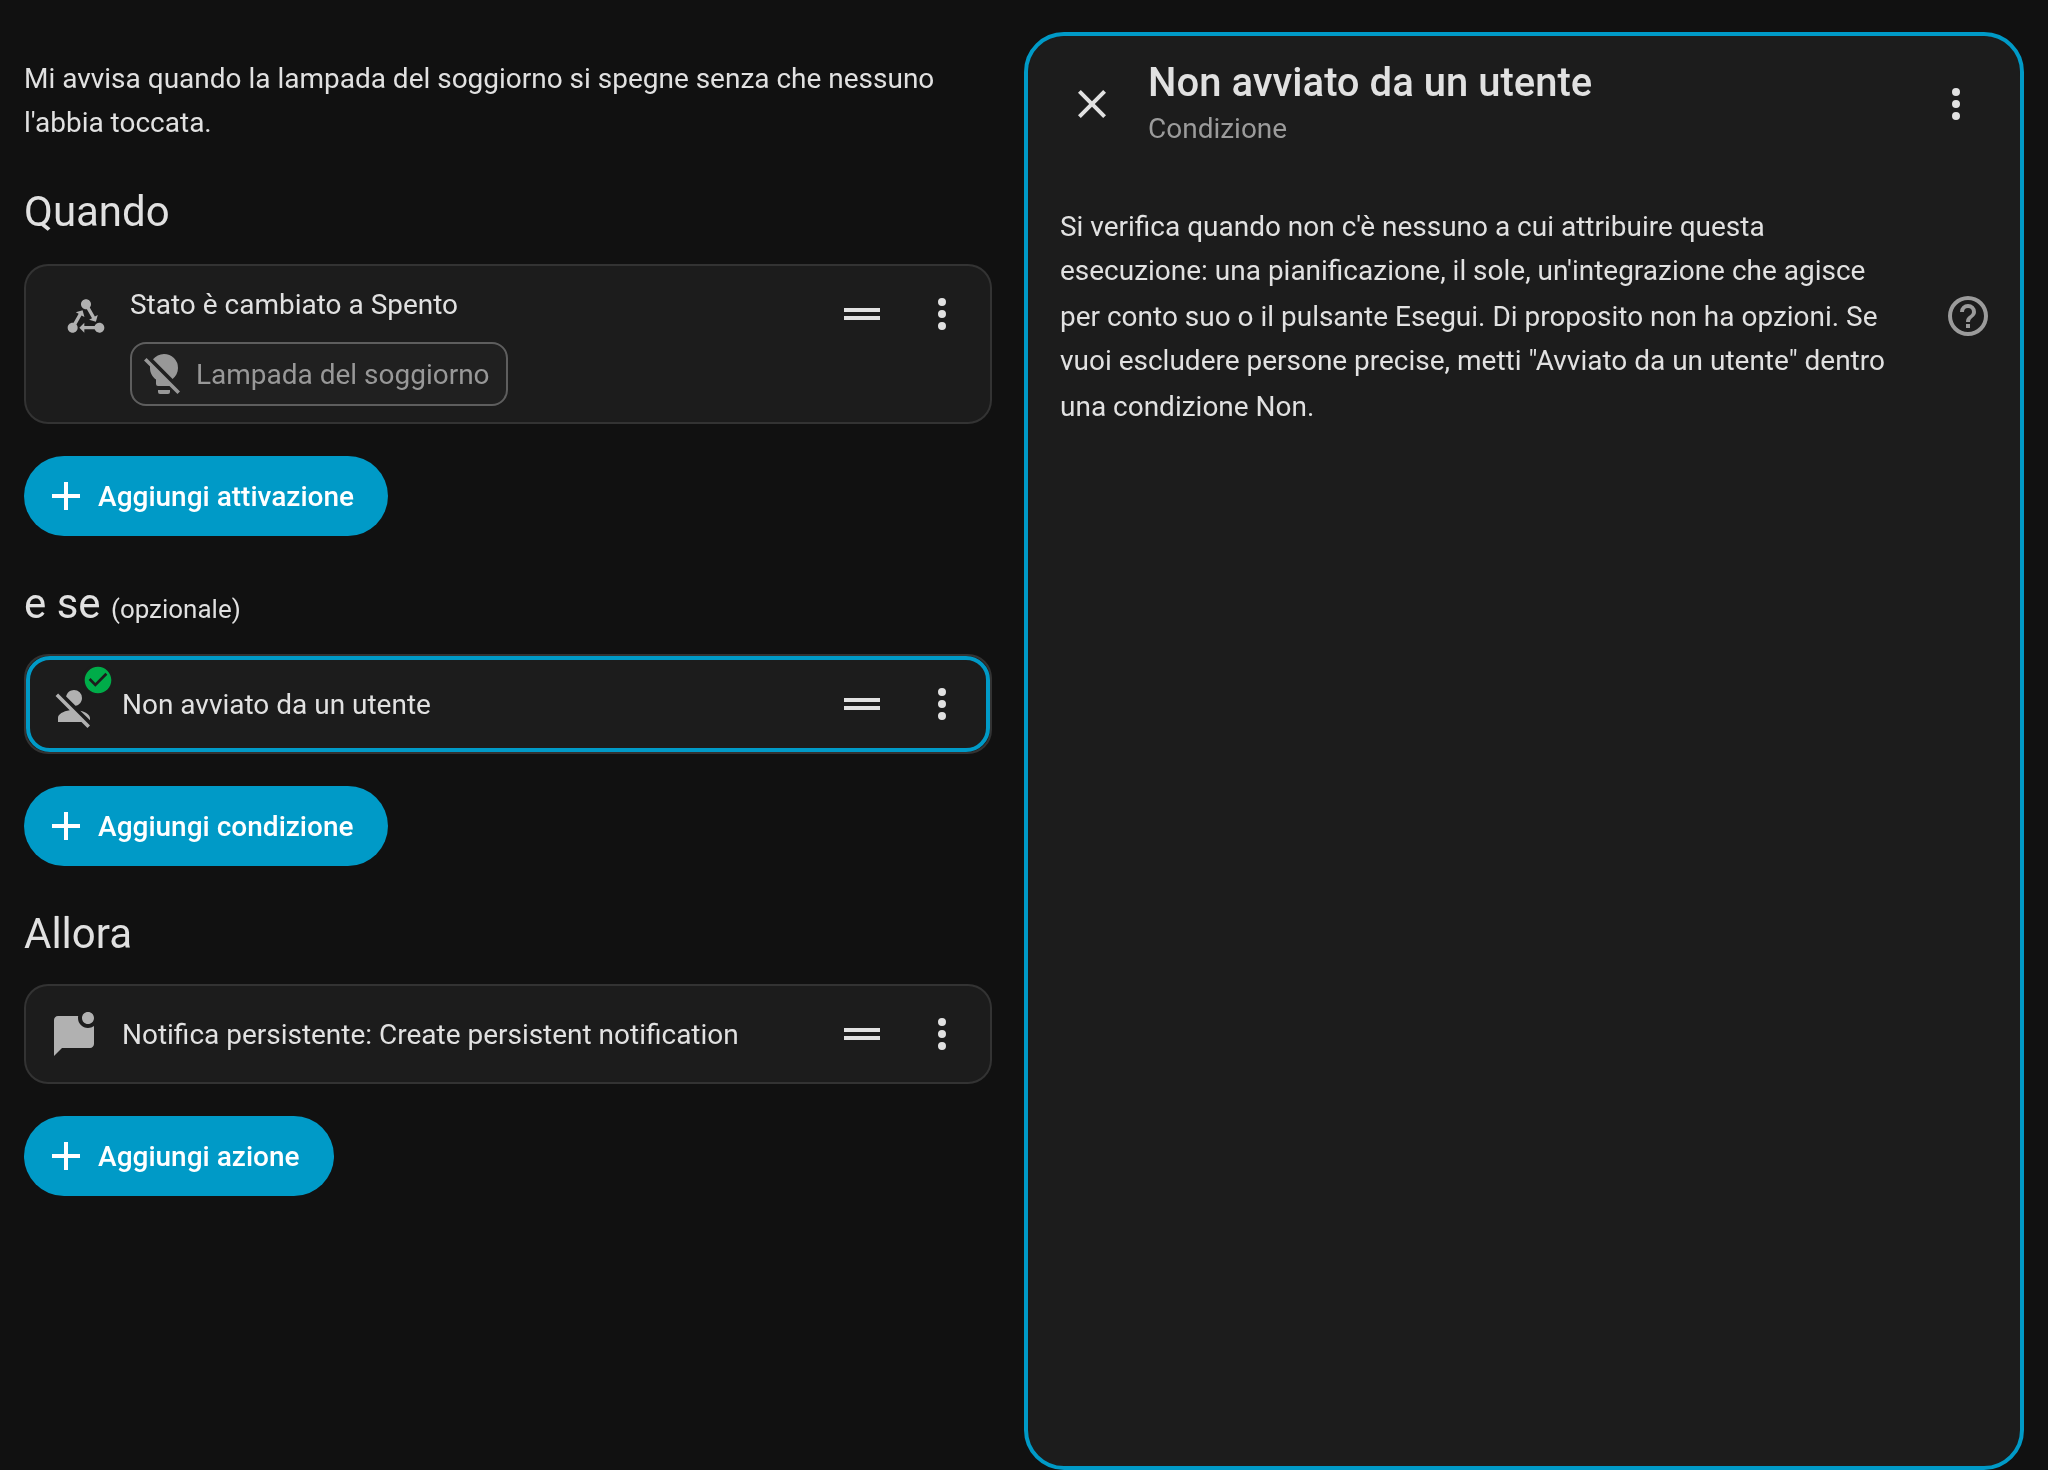 Mi avvisa quando la lampada del soggiorno si spegne senza che nessuno
l'abbia toccata.
Quando
Stato è cambiato a Spento
Lampada del soggiorno
Aggiungi attivazione
e se (opzionale)
Non avviato da un utente
Aggiungi condizione
Allora
Notifica persistente: Create persistent notification
Aggiungi azione
Non avviato da un utente
Condizione
Si verifica quando non c'è nessuno a cui attribuire questa
esecuzione: una pianificazione, il sole, un'integrazione che agisce
per conto suo o il pulsante Esegui. Di proposito non ha opzioni. Se
vuoi escludere persone precise, metti "Avviato da un utente" dentro
una condizione Non.